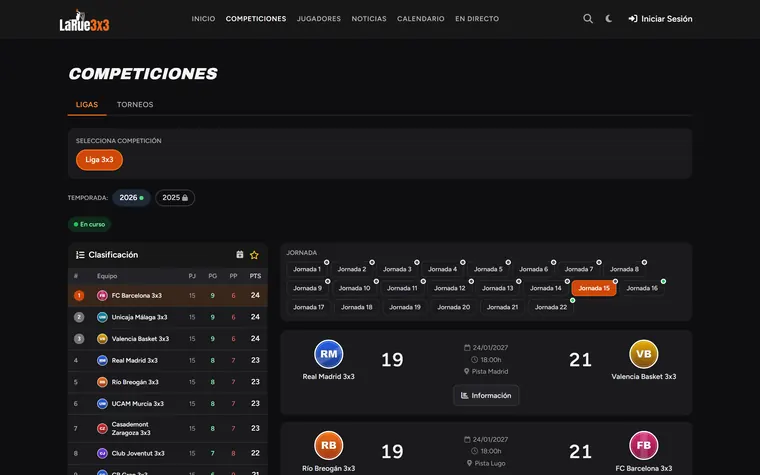 LaRue3x3
INICIO COMPETICIONES JUGADORES NOTICIAS CALENDARIO EN DIRECTO
Iniciar Sesión
COMPETICIONES
LIGAS TORNEOS
SELECCIONA COMPETICIÓN
Liga 3x3
TEMPORADA: 2026 2025
En curso
Clasificación
# Equipo PJ PG PP PTS
1 FB FC Barcelona 3x3 15 9 6 24
2 UM Unicaja Málaga 3x3 15 9 6 24
3 VB Valencia Basket 3x3 15 9 6 24
4 RM Real Madrid 3x3 15 8 7 23
5 RB Río Breogán 3x3 15 8 7 23
6 UM UCAM Murcia 3x3 15 8 7 23
7 CZ Casademont Zaragoza 3x3 15 8 7 23
8 CJ Club Joventut 3x3 15 7 8 22
JORNADA
Jornada 1 Jornada 2 Jornada 3 Jornada 4 Jornada 5 Jornada 6 Jornada 7 Jornada 8
Jornada 9 Jornada 10 Jornada 11 Jornada 12 Jornada 13 Jornada 14 Jornada 15 Jornada 16
Jornada 17 Jornada 18 Jornada 19 Jornada 20 Jornada 21 Jornada 22
RM
Real Madrid 3x3
19
24/01/2027
18:00h
Pista Madrid
Información
21
VB
Valencia Basket 3x3
RB
Río Breogán 3x3
19
24/01/2027
18:00h
Pista Lugo
21
FB
FC Barcelona 3x3